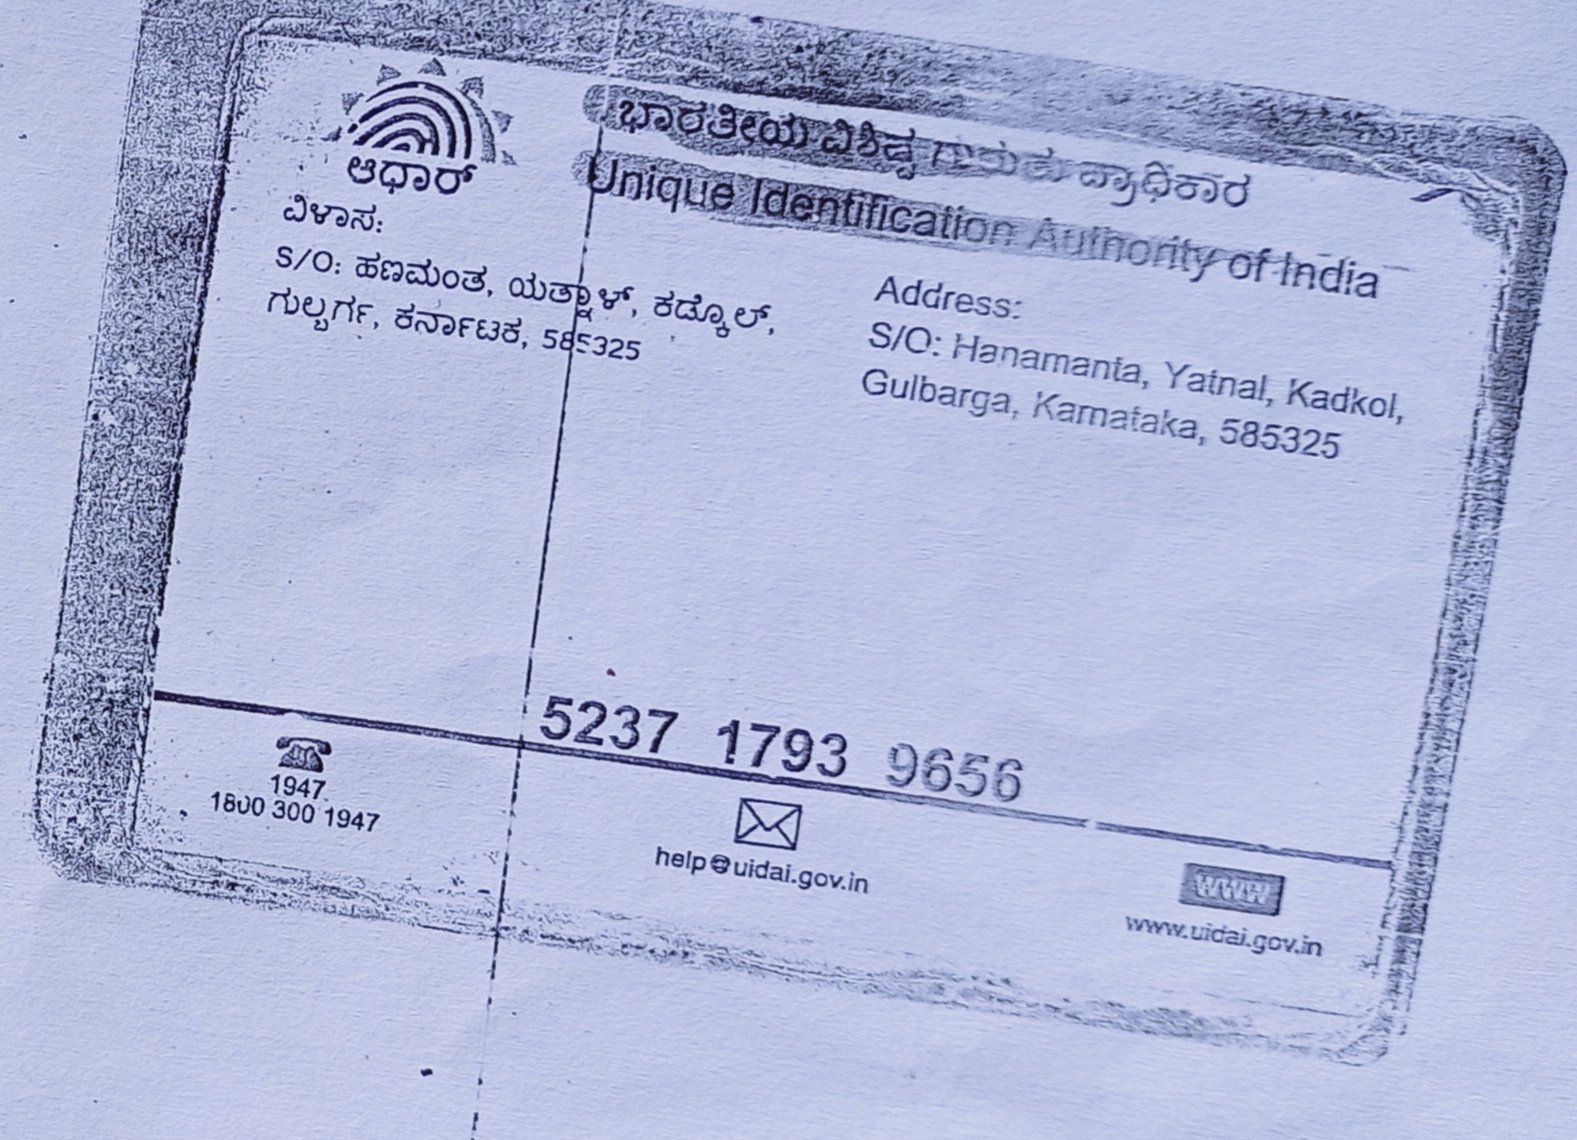 ಆಧಾರ್
ಭಾರತೀಯ ವಿಶಿಷ್ಟ ಗುರುತು ಪ್ರಾಧಿಕಾರ
Unique Identification Authority of India
ವಿಳಾಸ:
S/O: ಹಣಮಂತ, ಯತ್ನಾಳ್, ಕಡ್ಕೊಲ್,
ಗುಲ್ಬರ್ಗ, ಕರ್ನಾಟಕ, 585325
Address:
S/O: Hanamanta, Yatnal, Kadkol,
Gulbarga, Karnataka, 585325
5237 1793 9656
1947
1800 300 1947
help@uidai.gov.in
WWW
www.uidai.gov.in